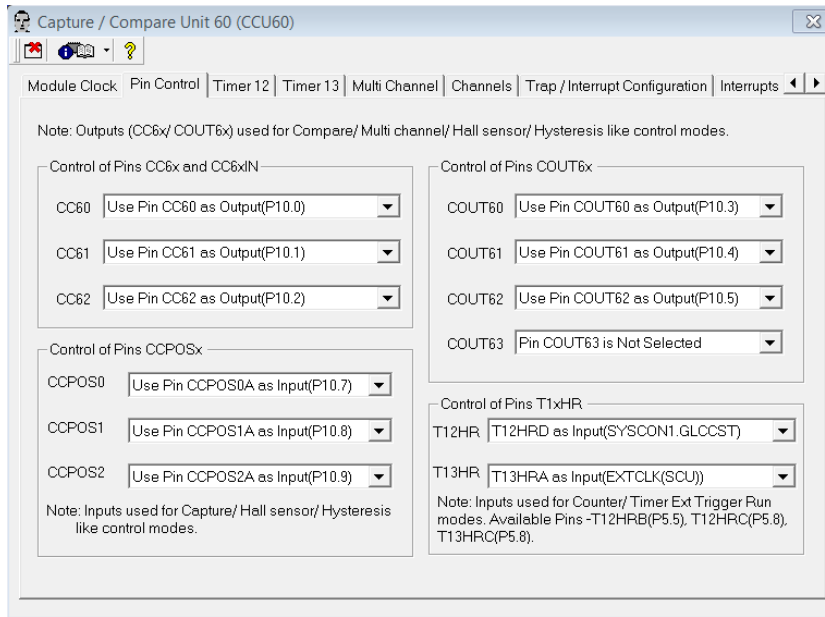 Capture / Compare Unit 60 (CCU60)
Module Clock Pin Control Timer 12 Timer 13 Multi Channel Channels Trap / Interrupt Configuration Interrupts
Note: Outputs (CC6x/ COUT6x) used for Compare/ Multi channel/ Hall sensor/ Hysteresis like control modes.
Control of Pins CC6x and CC6xIN
CC60 Use Pin CC60 as Output(P10.0)
CC61 Use Pin CC61 as Output(P10.1)
CC62 Use Pin CC62 as Output(P10.2)
Control of Pins CCPOSx
CCPOS0 Use Pin CCPOS0A as Input(P10.7)
CCPOS1 Use Pin CCPOS1A as Input(P10.8)
CCPOS2 Use Pin CCPOS2A as Input(P10.9)
Note: Inputs used for Capture/ Hall sensor/ Hysteresis
like control modes.
Control of Pins COUT6x
COUT60 Use Pin COUT60 as Output(P10.3)
COUT61 Use Pin COUT61 as Output(P10.4)
COUT62 Use Pin COUT62 as Output(P10.5)
COUT63 Pin COUT63 is Not Selected
Control of Pins T1xHR
T12HR T12HRD as Input(SYSCON1.GLCCST)
T13HR T13HRA as Input(EXTCLK(SCU))
Note: Inputs used for Counter/ Timer Ext Trigger Run
modes. Available Pins -T12HRB(P5.5), T12HRC(P5.8),
T13HRC(P5.8).